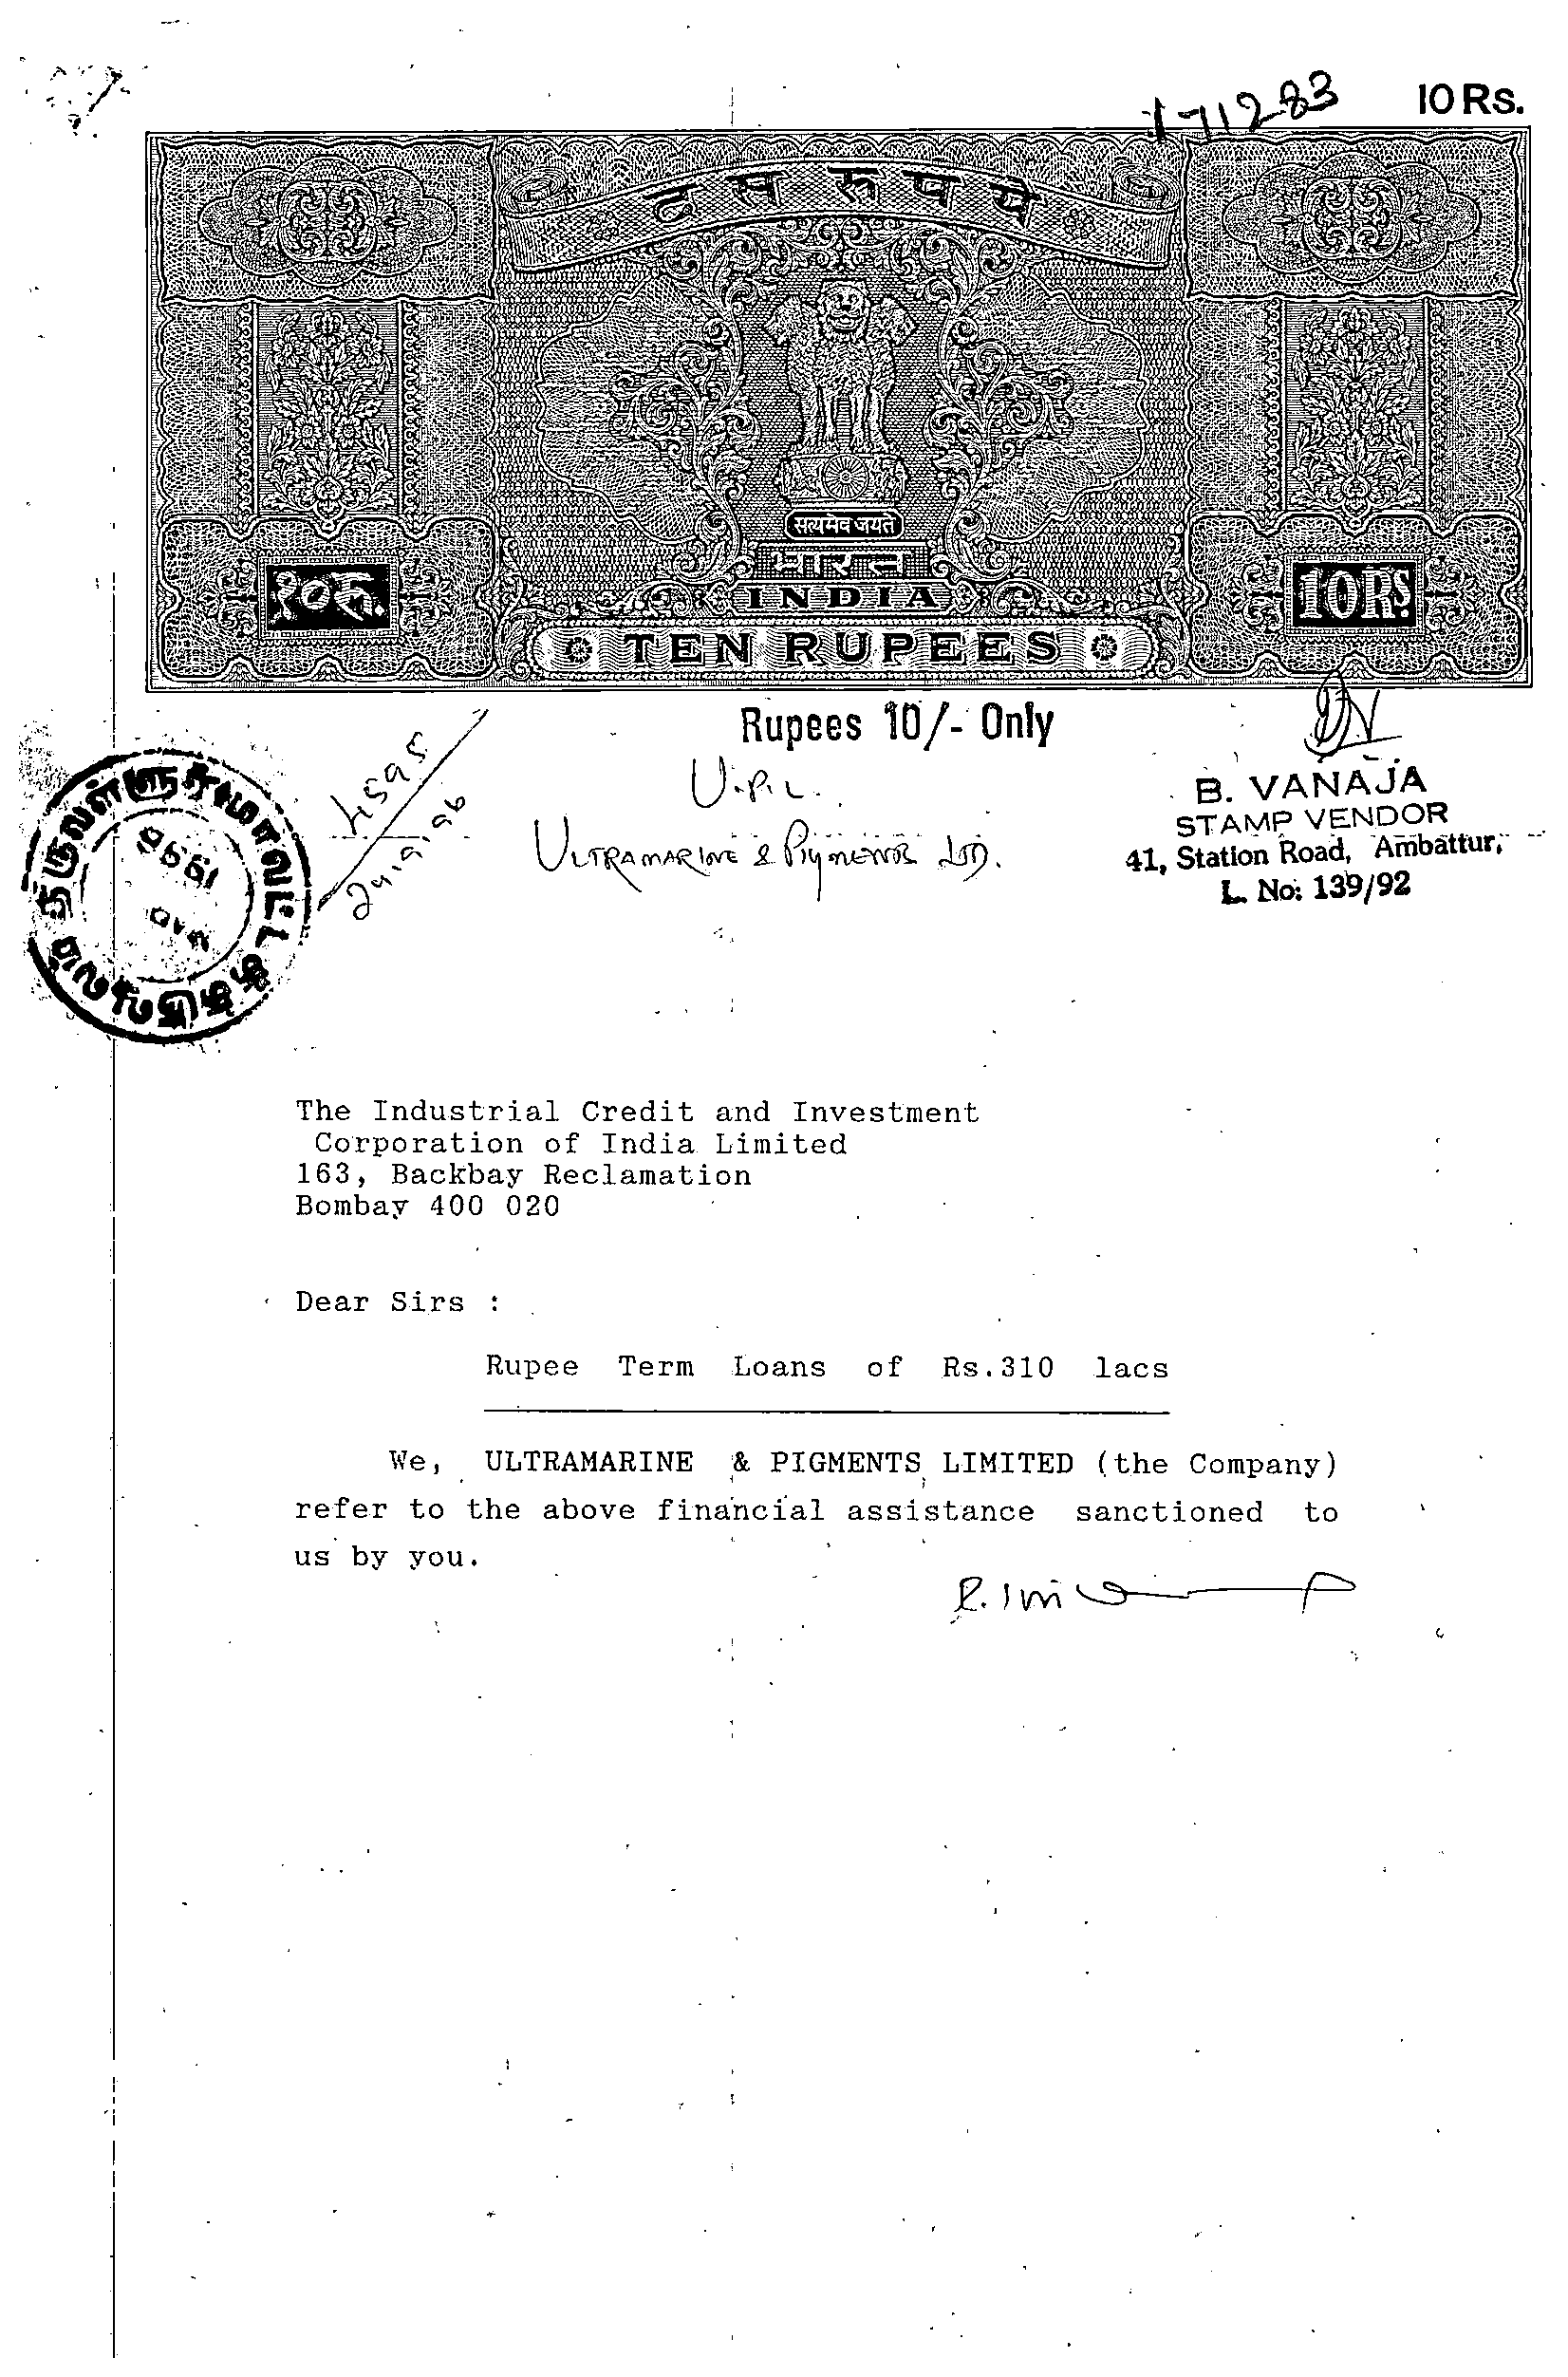 171283
10 Rs.
दस रुपये
सत्यमेव जयते
भारत
INDIA
१०रु.
10 RS.
TEN RUPEES
Rupees 10/- Only
4595
24.9.96
U.P.L.
ULTRAMARINE & PIGMENTS LTD.
B. VANAJA
STAMP VENDOR
41, Station Road, Ambattur,
L. No: 139/92
1996
The Industrial Credit and Investment
Corporation of India Limited
163, Backbay Reclamation
Bombay 400 020
Dear Sirs :
Rupee Term Loans of Rs.310 lacs
We, ULTRAMARINE & PIGMENTS LIMITED (the Company)
refer to the above financial assistance sanctioned to
us by you.